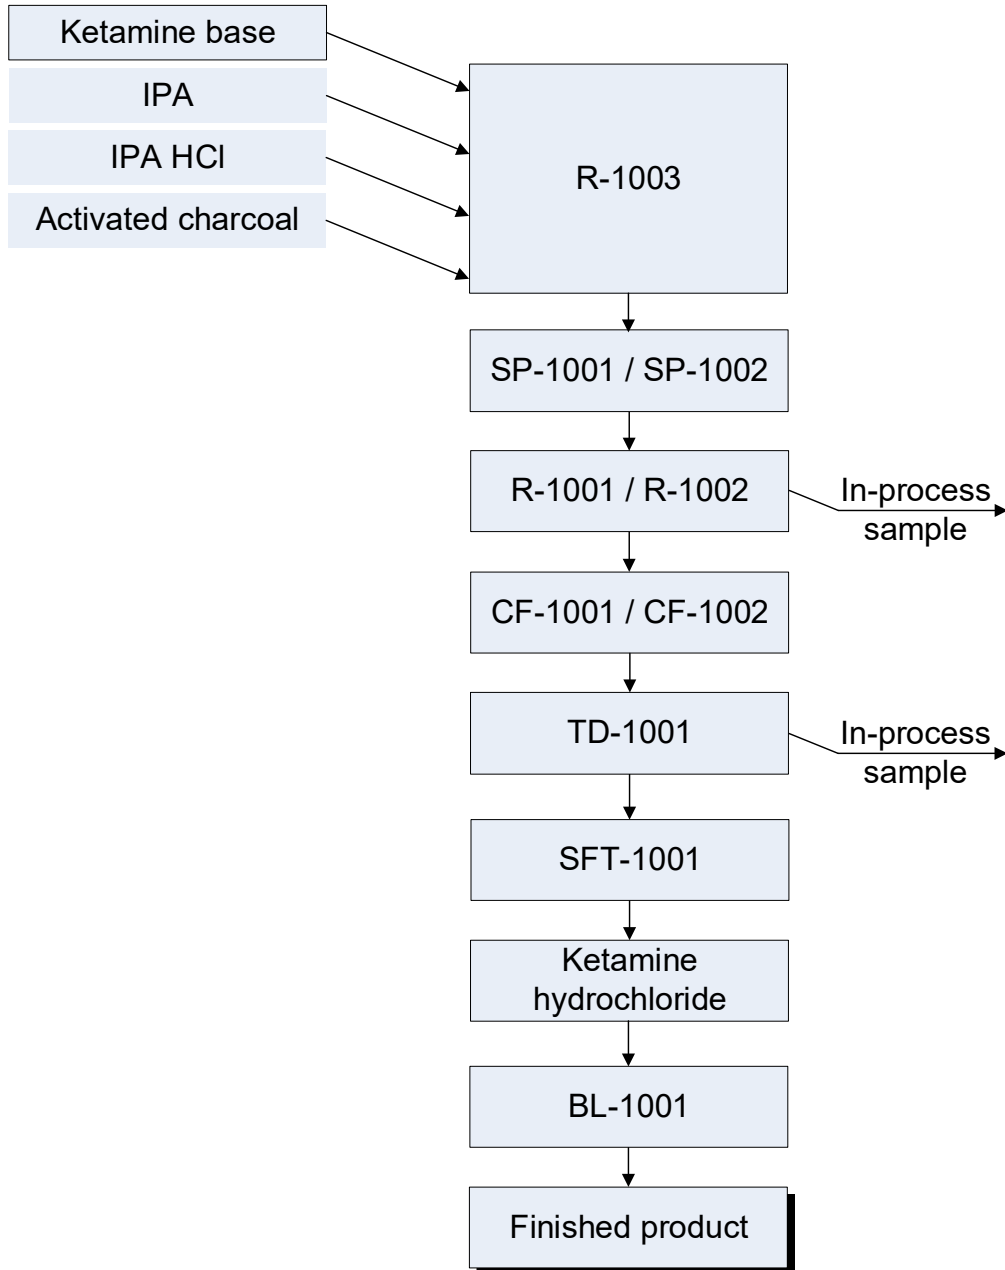 Ketamine base
IPA
IPA HCl
Activated charcoal
R-1003
SP-1001 / SP-1002
R-1001 / R-1002
In-process
sample
CF-1001 / CF-1002
TD-1001
In-process
sample
SFT-1001
Ketamine
hydrochloride
BL-1001
Finished product